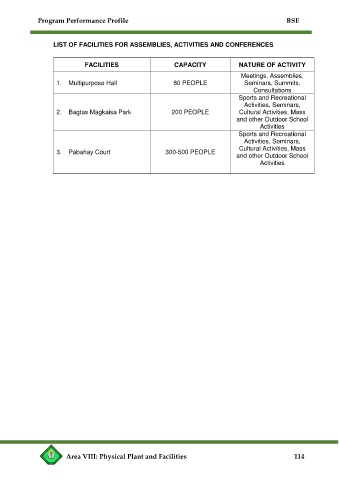 Program Performance Profile BSE
LIST OF FACILITIES FOR ASSEMBLIES, ACTIVITIES AND CONFERENCES
FACILITIES CAPACITY NATURE OF ACTIVITY
1. Multipurpose Hall 80 PEOPLE Meetings, Assemblies,
Seminars, Summits,
Consultations
2. Bagtas Magkaisa Park 200 PEOPLE Sports and Recreational
Activities, Seminars,
Cultural Activities, Mass
and other Outdoor School
Activities
3. Pabahay Court 300-500 PEOPLE Sports and Recreational
Activities, Seminars,
Cultural Activities, Mass
and other Outdoor School
Activities
Area VIII: Physical Plant and Facilities 114